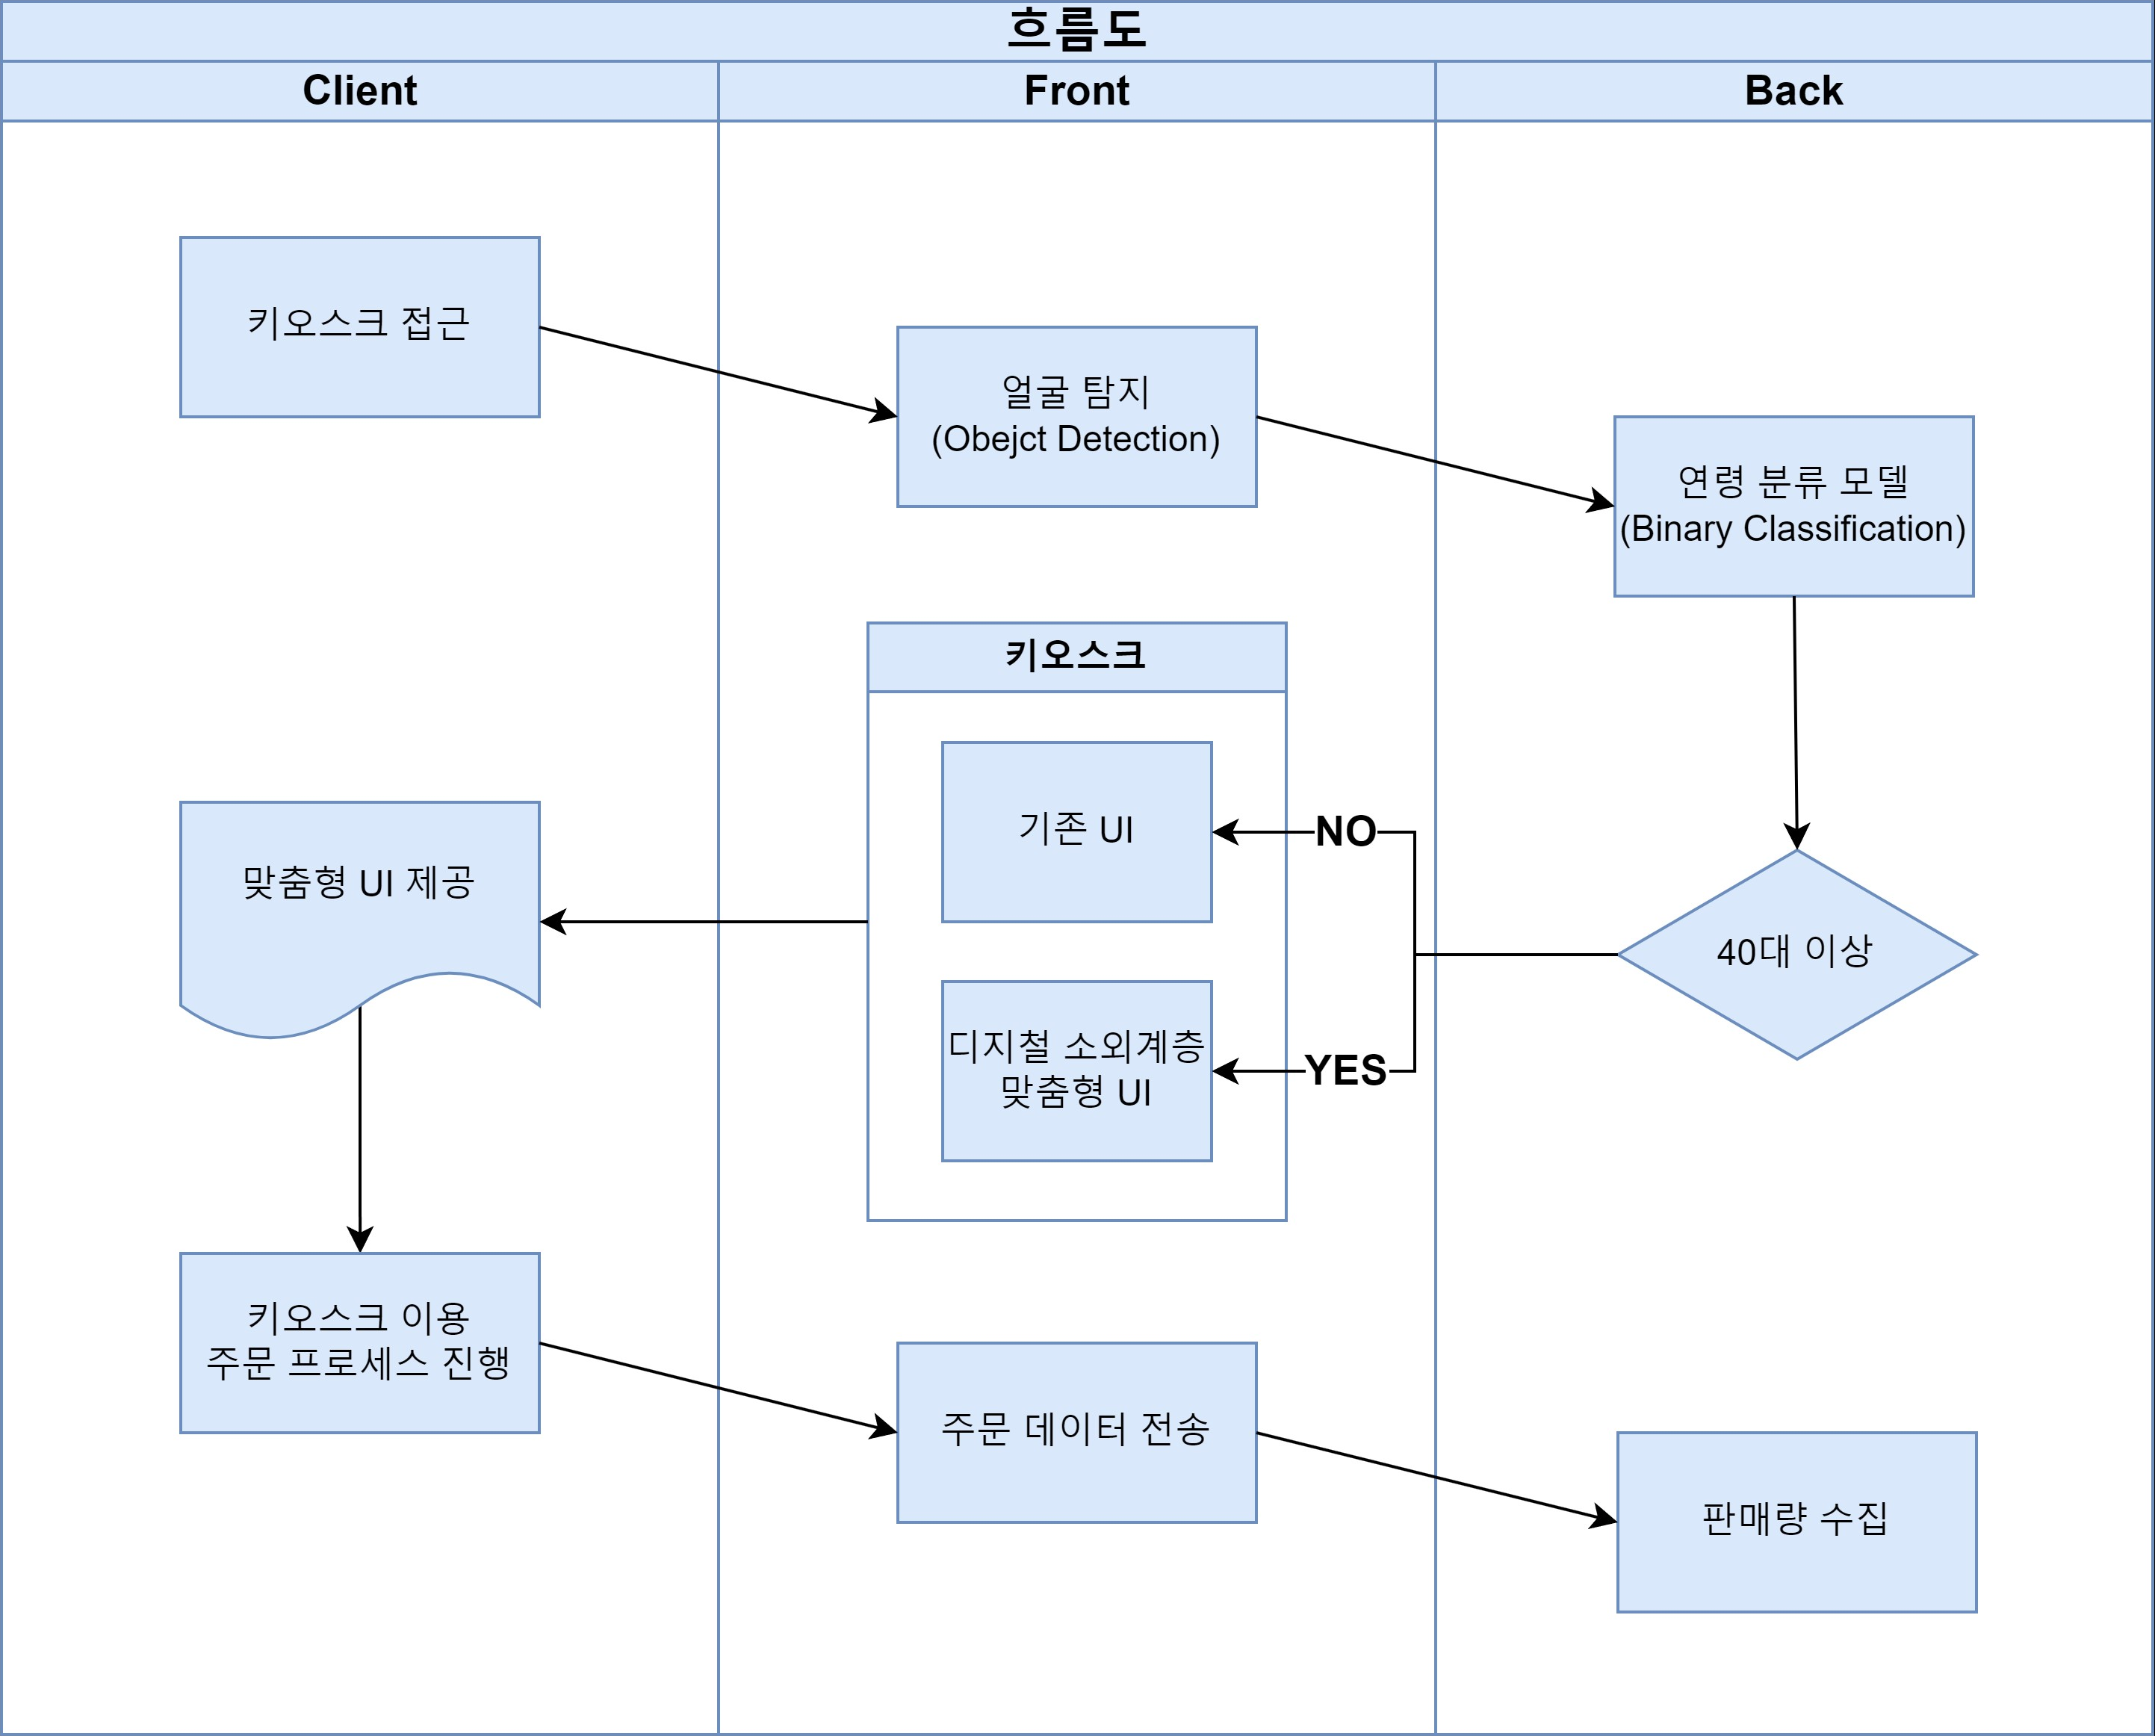 흐름도
Client
Front
Back
키오스크 접근
얼굴 탐지
(Obejct Detection)
연령 분류 모델
(Binary Classification)
키오스크
기존 UI
NO
맞춤형 UI 제공
40대 이상
디지철 소외계층
맞춤형 UI
YES
키오스크 이용
주문 프로세스 진행
주문 데이터 전송
판매량 수집